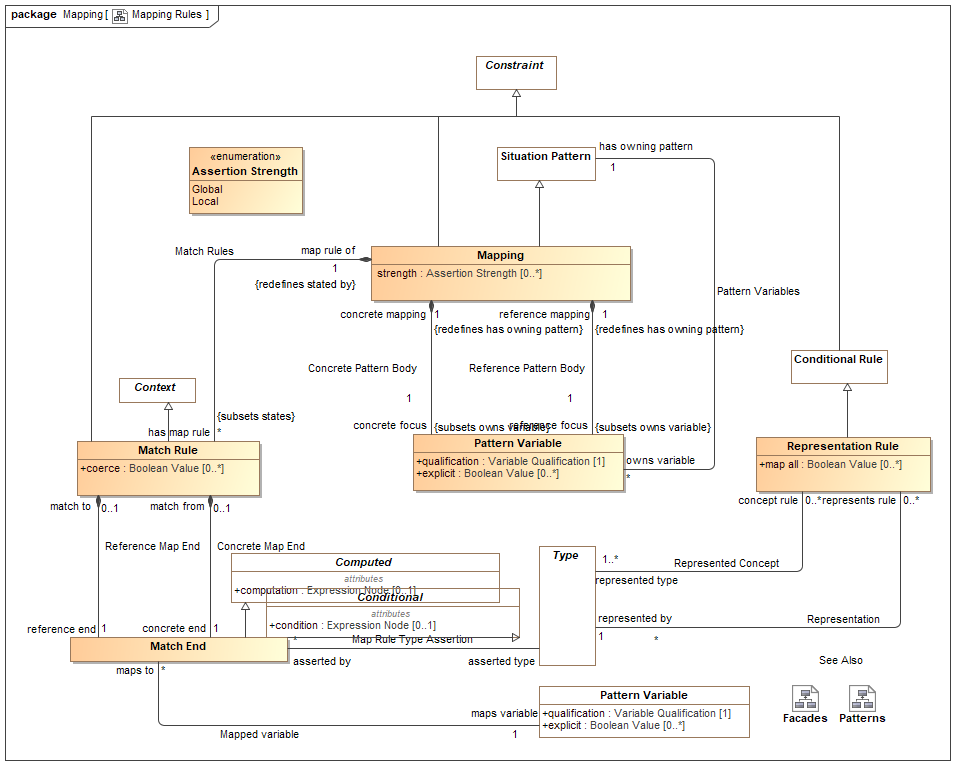 package Mapping [ Mapping Rules ]
Constraint
«enumeration»
Assertion Strength
Global
Local
Situation Pattern
has owning pattern
1
Match Rules
map rule of
1
{redefines stated by}
Mapping
strength : Assertion Strength [0..*]
Pattern Variables
concrete mapping
1
{redefines has owning pattern}
reference mapping
1
{redefines has owning pattern}
Concrete Pattern Body
Reference Pattern Body
1
1
Conditional Rule
Context
{subsets states}
has map rule
*
concrete focus
{subsets owns variable}
reference focus
{subsets owns variable}
Match Rule
+coerce : Boolean Value [0..*]
Pattern Variable
+qualification : Variable Qualification [1]
+explicit : Boolean Value [0..*]
owns variable
*
Representation Rule
+map all : Boolean Value [0..*]
match to
0..1
match from
0..1
concept rule
0..*
represents rule
0..*
Reference Map End
Concrete Map End
Computed
attributes
+computation : Expression Node [0..1]
Conditional
attributes
+condition : Expression Node [0..1]
Type
1..*
Represented Concept
represented type
represented by
1
*
Representation
reference end
1
concrete end
1
*
Map Rule Type Assertion
asserted by
asserted type
Match End
maps to
*
See Also
Facades
Patterns
Pattern Variable
+qualification : Variable Qualification [1]
+explicit : Boolean Value [0..*]
maps variable
1
Mapped variable